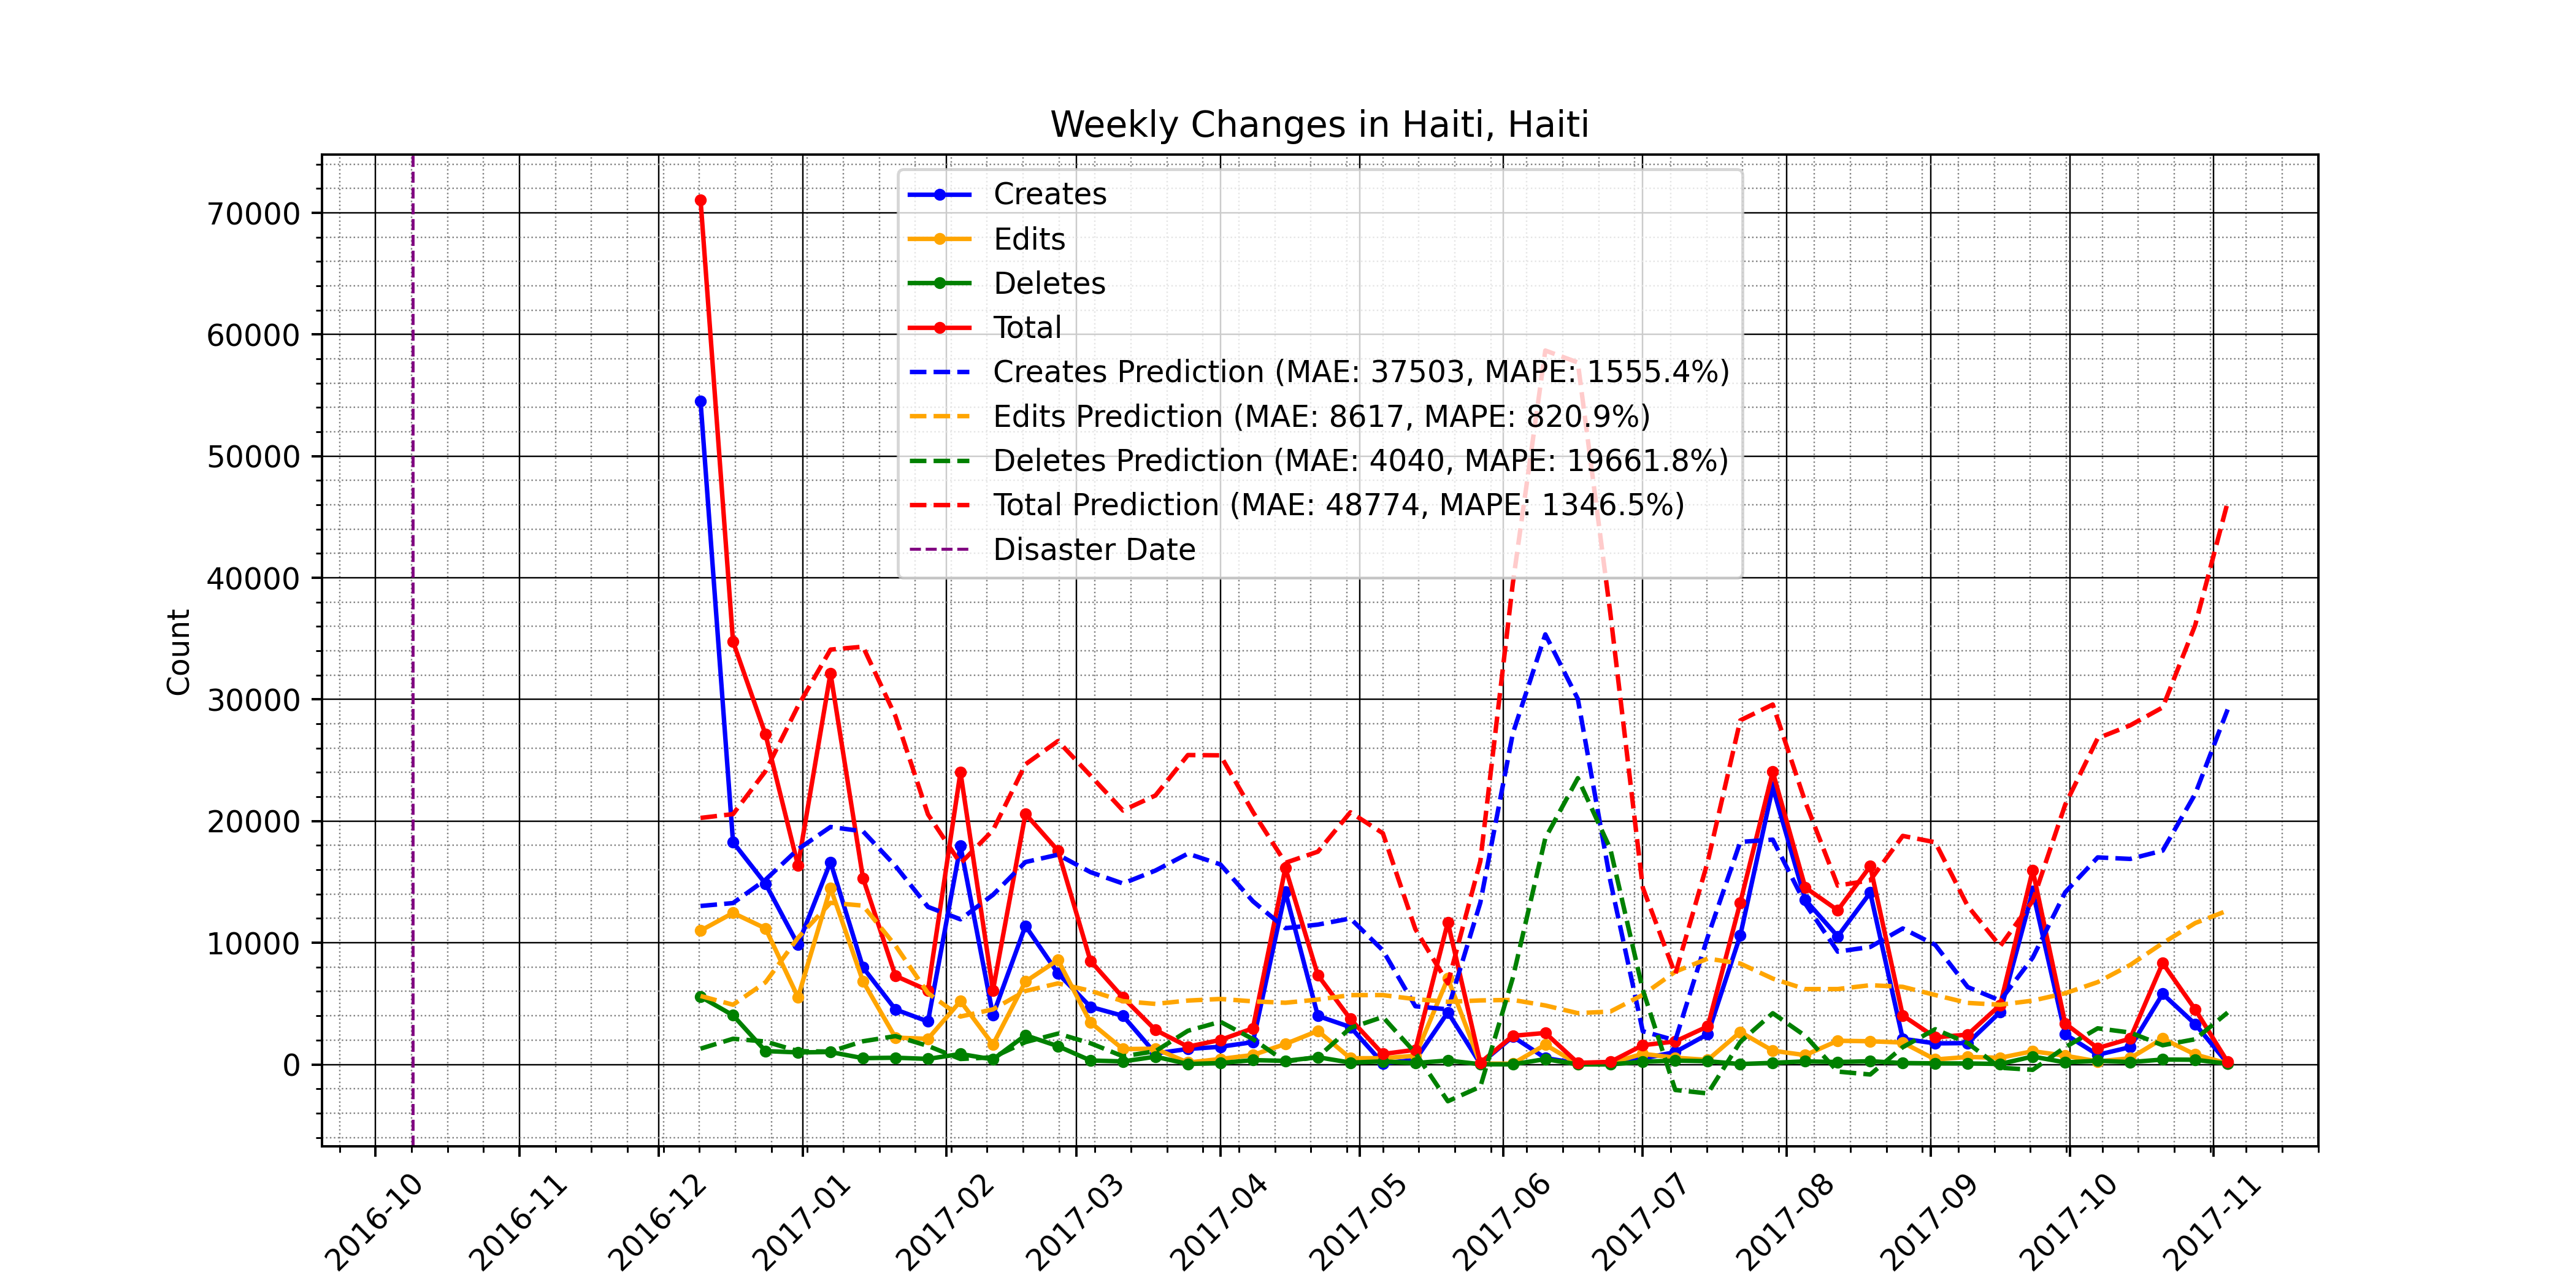 Weekly Changes in Haiti, Haiti
Creates
Edits
Deletes
Total
Creates Prediction (MAE: 37503, MAPE: 1555.4%)
Edits Prediction (MAE: 8617, MAPE: 820.9%)
Deletes Prediction (MAE: 4040, MAPE: 19661.8%)
Total Prediction (MAE: 48774, MAPE: 1346.5%)
Disaster Date
Count
70000
60000
50000
40000
30000
20000
10000
0
2016-10
2016-11
2016-12
2017-01
2017-02
2017-03
2017-04
2017-05
2017-06
2017-07
2017-08
2017-09
2017-10
2017-11